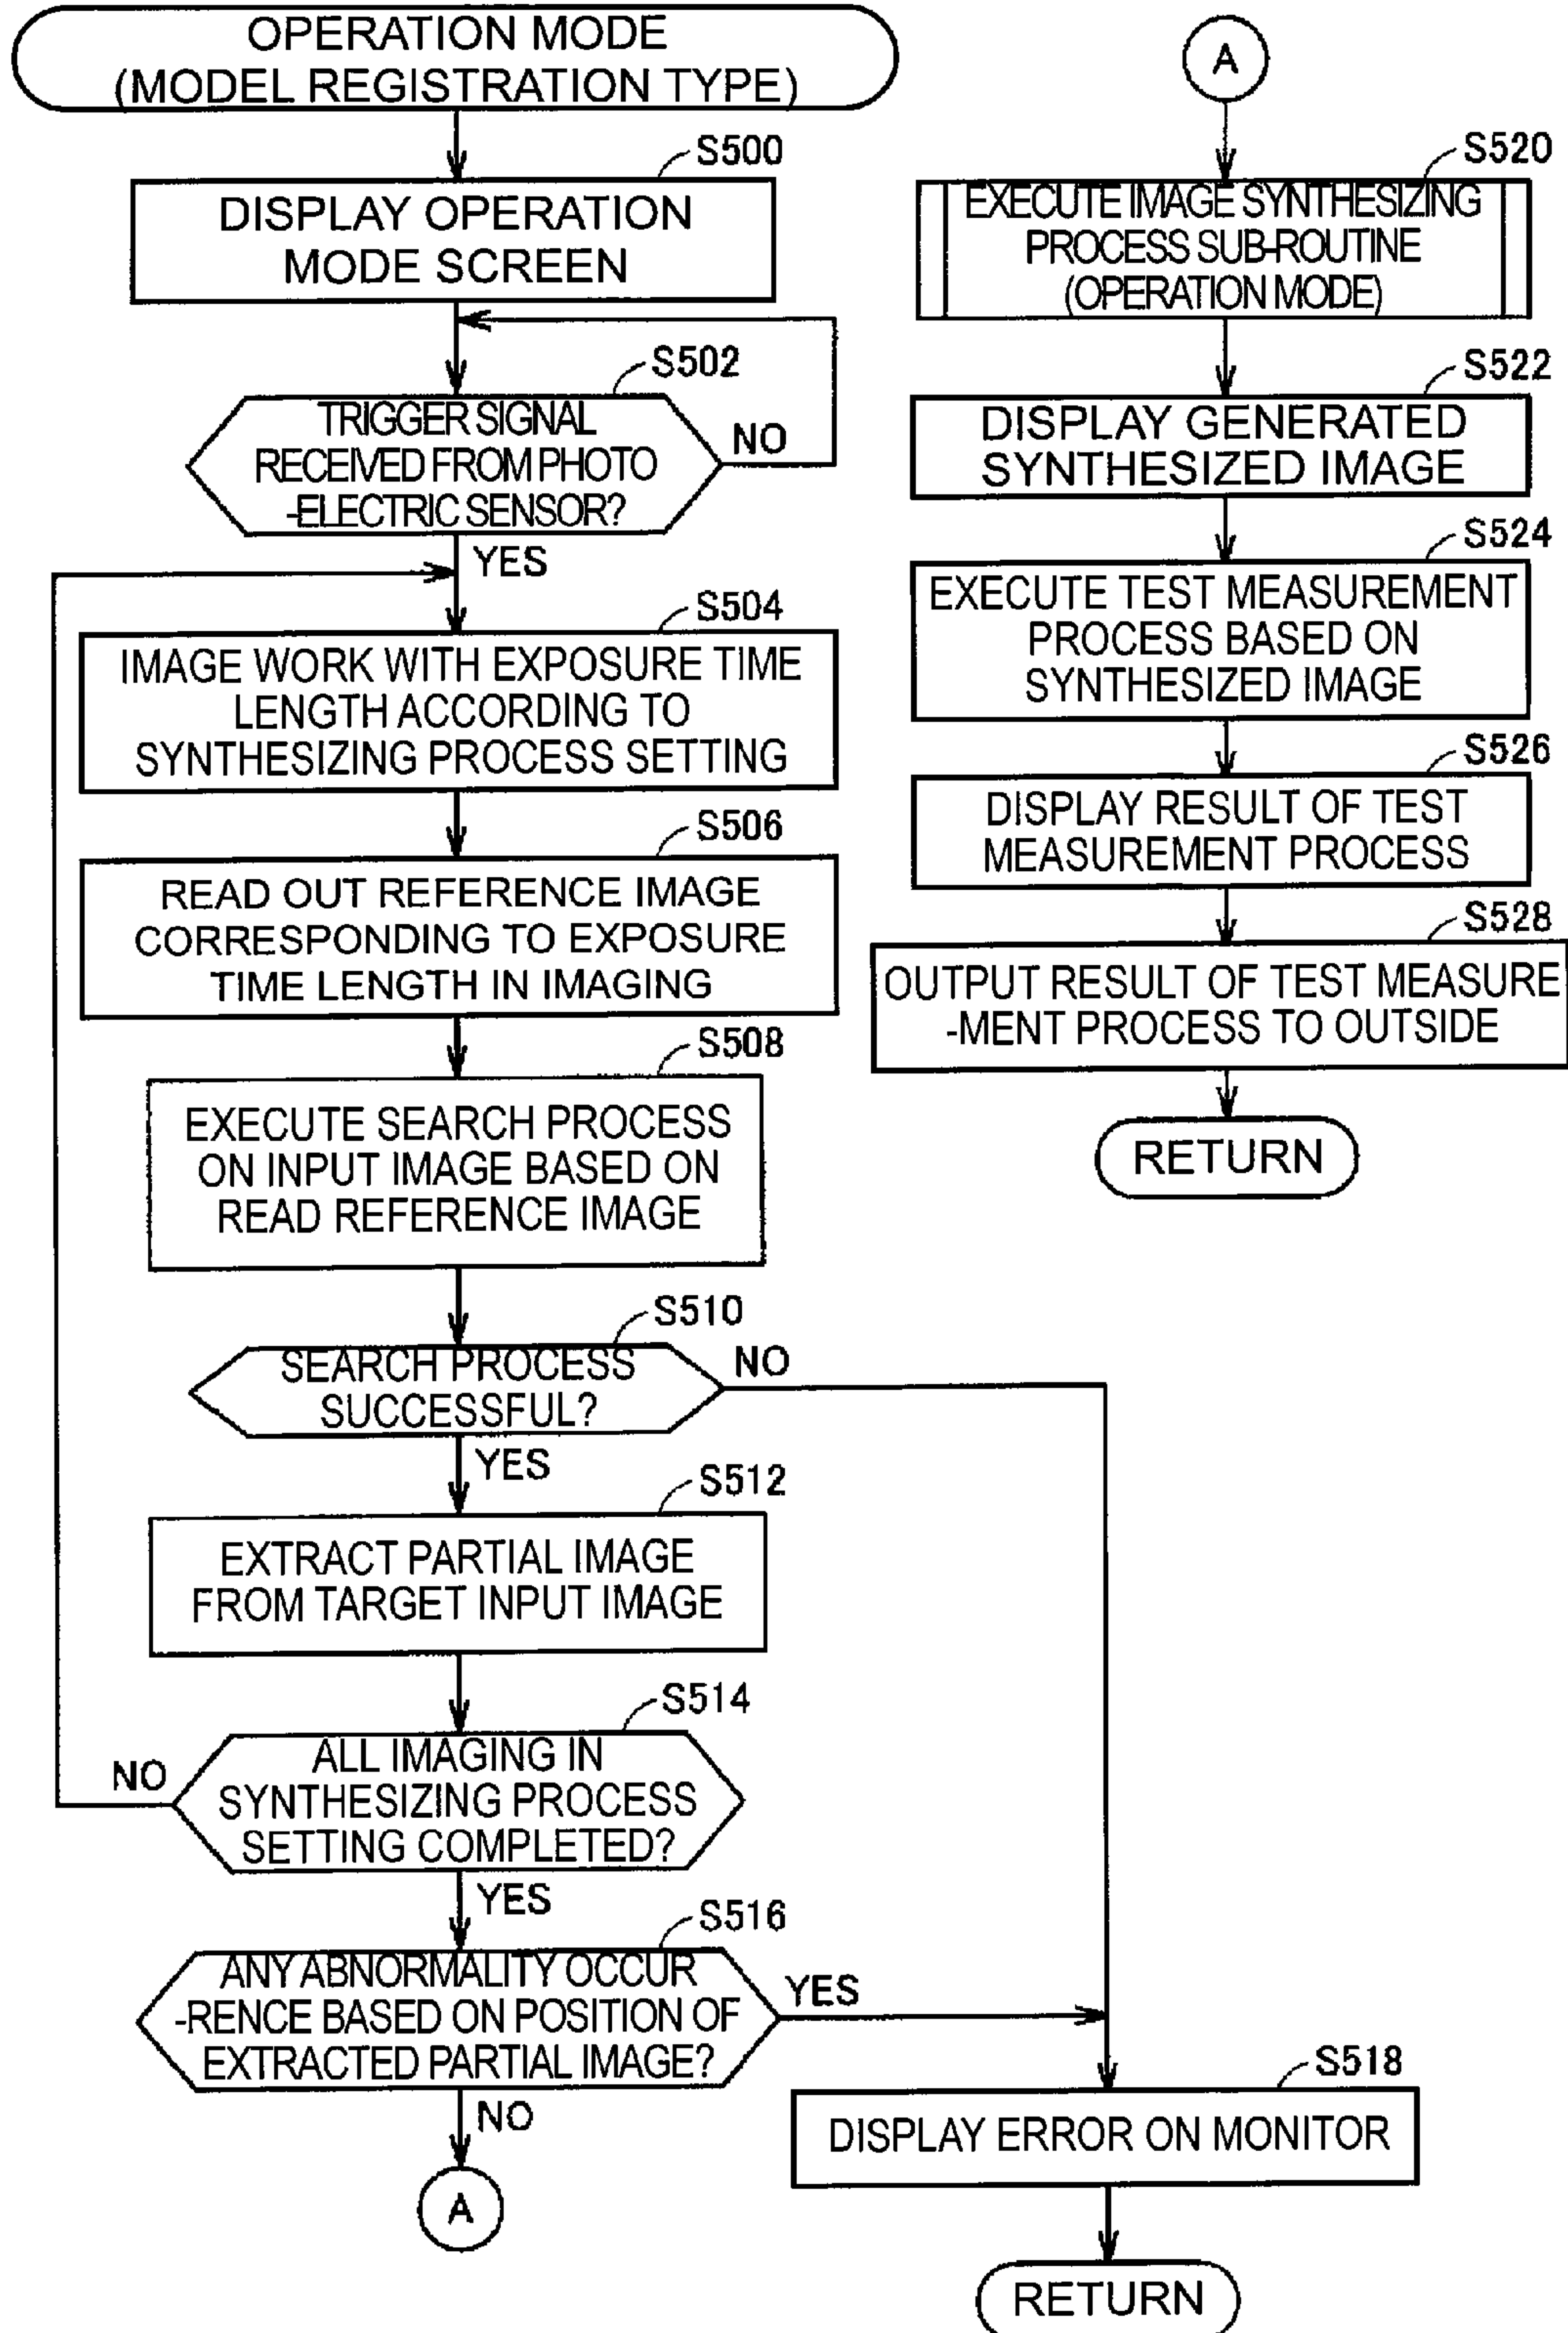 OPERATION MODE
(MODEL REGISTRATION TYPE)
S500
DISPLAY OPERATION
MODE SCREEN
S502
TRIGGER SIGNAL
RECEIVED FROM PHOTO
-ELECTRIC SENSOR?
NO
YES
S504
IMAGE WORK WITH EXPOSURE TIME
LENGTH ACCORDING TO
SYNTHESIZING PROCESS SETTING
S506
READ OUT REFERENCE IMAGE
CORRESPONDING TO EXPOSURE
TIME LENGTH IN IMAGING
S508
EXECUTE SEARCH PROCESS
ON INPUT IMAGE BASED ON
READ REFERENCE IMAGE
S510
SEARCH PROCESS
SUCCESSFUL?
NO
YES
S512
EXTRACT PARTIAL IMAGE
FROM TARGET INPUT IMAGE
S514
ALL IMAGING IN
SYNTHESIZING PROCESS
SETTING COMPLETED?
NO
YES
S516
ANY ABNORMALITY OCCUR
-RENCE BASED ON POSITION OF
EXTRACTED PARTIAL IMAGE?
YES
NO
A
S518
DISPLAY ERROR ON MONITOR
RETURN
A
S520
EXECUTE IMAGE SYNTHESIZING
PROCESS SUB-ROUTINE
(OPERATION MODE)
S522
DISPLAY GENERATED
SYNTHESIZED IMAGE
S524
EXECUTE TEST MEASUREMENT
PROCESS BASED ON
SYNTHESIZED IMAGE
S526
DISPLAY RESULT OF TEST
MEASUREMENT PROCESS
S528
OUTPUT RESULT OF TEST MEASURE
-MENT PROCESS TO OUTSIDE
RETURN